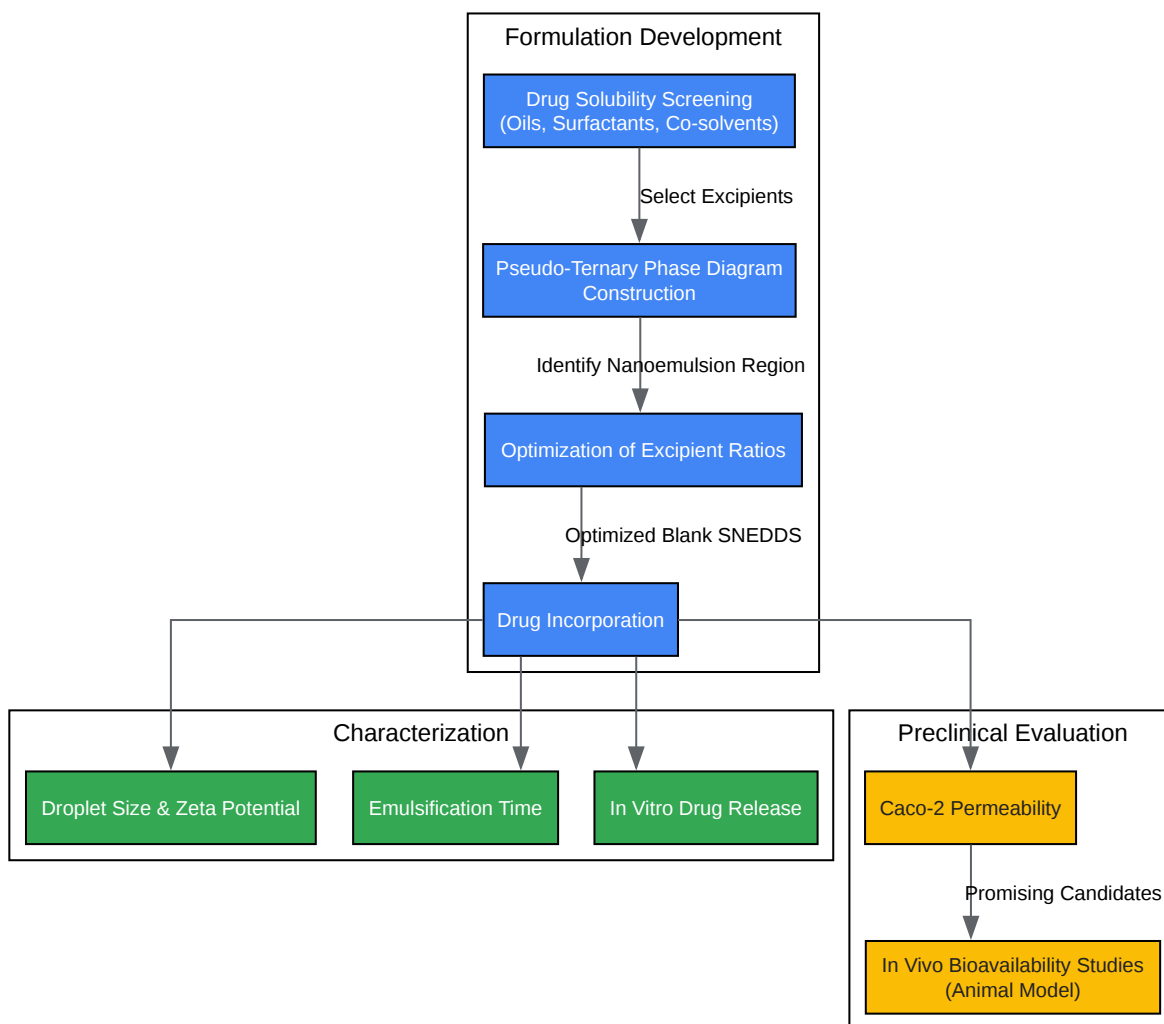 Formulation Development
Drug Solubility Screening
(Oils, Surfactants, Co-solvents)
Select Excipients
Pseudo-Ternary Phase Diagram
Construction
Identify Nanoemulsion Region
Optimization of Excipient Ratios
Optimized Blank SNEDDS
Drug Incorporation
Characterization
Droplet Size & Zeta Potential
Emulsification Time
In Vitro Drug Release
Preclinical Evaluation
Caco-2 Permeability
Promising Candidates
In Vivo Bioavailability Studies
(Animal Model)